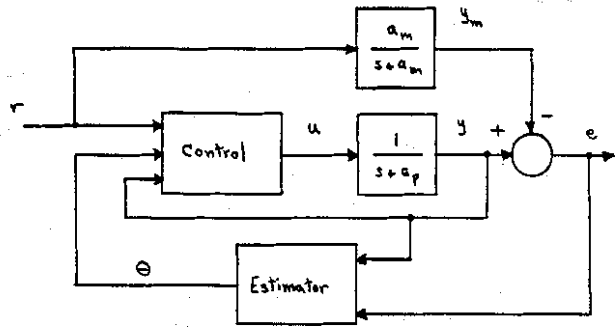 y_m
a_m
s+a_m
r
-
Control
u
1
s+a_p
y
+
e
θ
Estimator